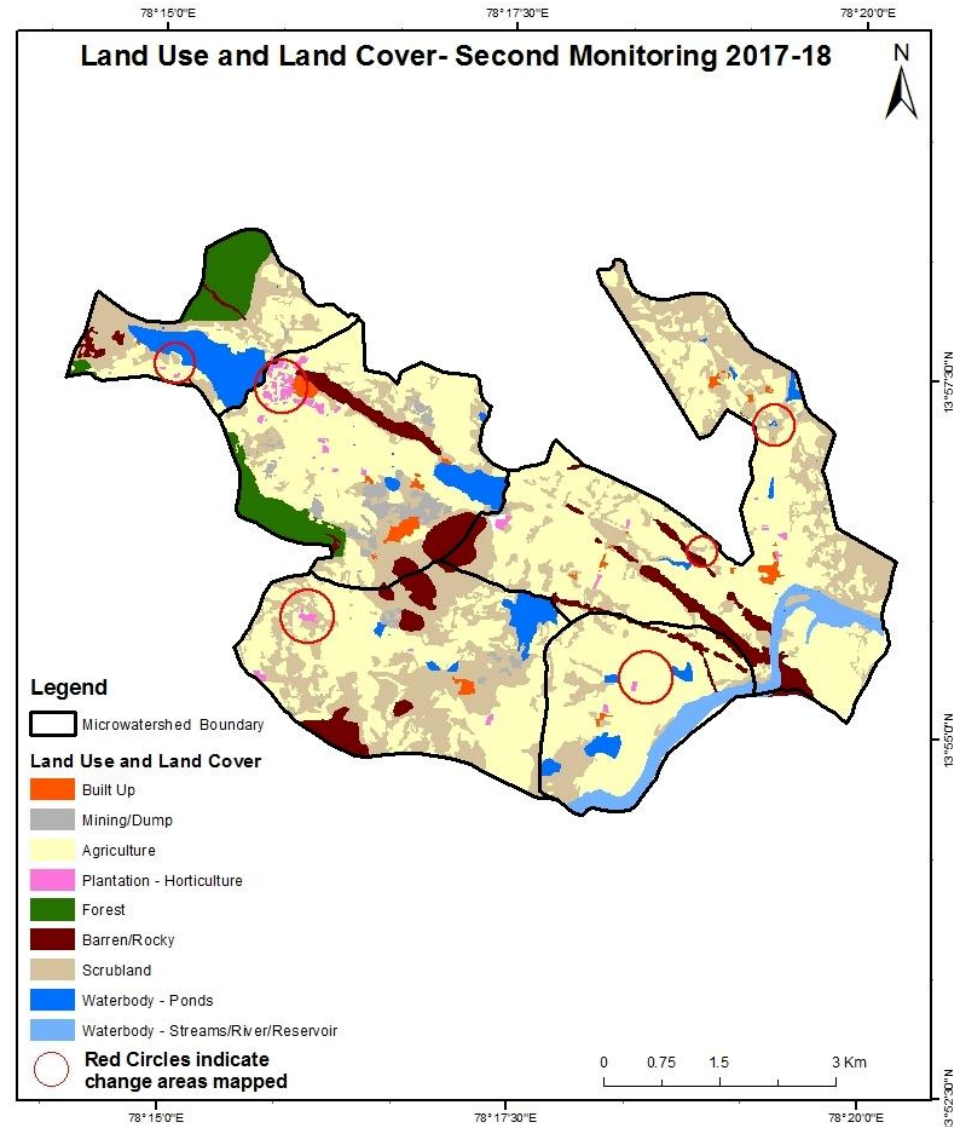 78°15'0"E 78°17'30"E 78°20'0"E
Land Use and Land Cover- Second Monitoring 2017-18
N
13°57'30"N
13°55'0"N
13°52'30"N
Legend
Microwatershed Boundary
Land Use and Land Cover
Built Up
Mining/Dump
Agriculture
Plantation - Horticulture
Forest
Barren/Rocky
Scrubland
Waterbody - Ponds
Waterbody - Streams/River/Reservoir
Red Circles indicate
change areas mapped
0 0.75 1.5 3 Km
78°15'0"E 78°17'30"E 78°20'0"E